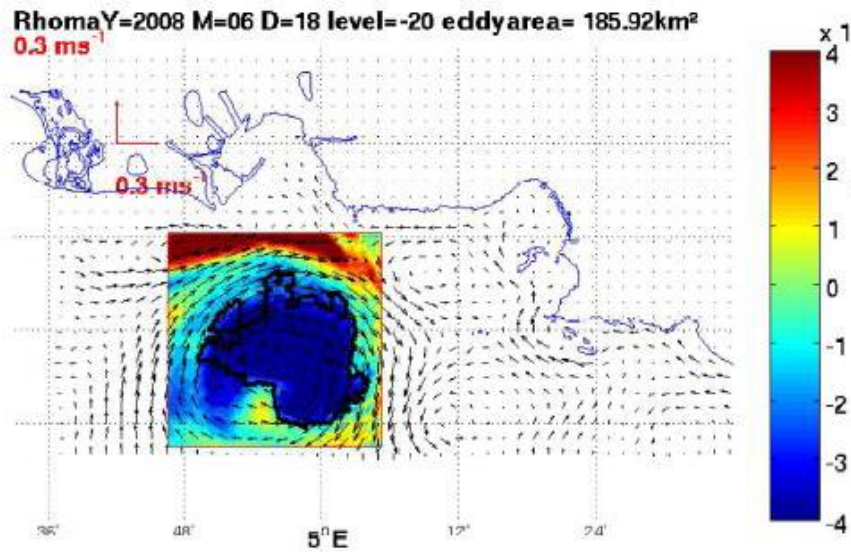 RhomaY=2008 M=06 D=18 level=-20 eddyarea= 185.92km²
0.3 ms⁻¹
x 1
4
3
2
1
0
-1
-2
-3
-4
0.3 ms⁻¹
36' 48' 5°E 12' 24'